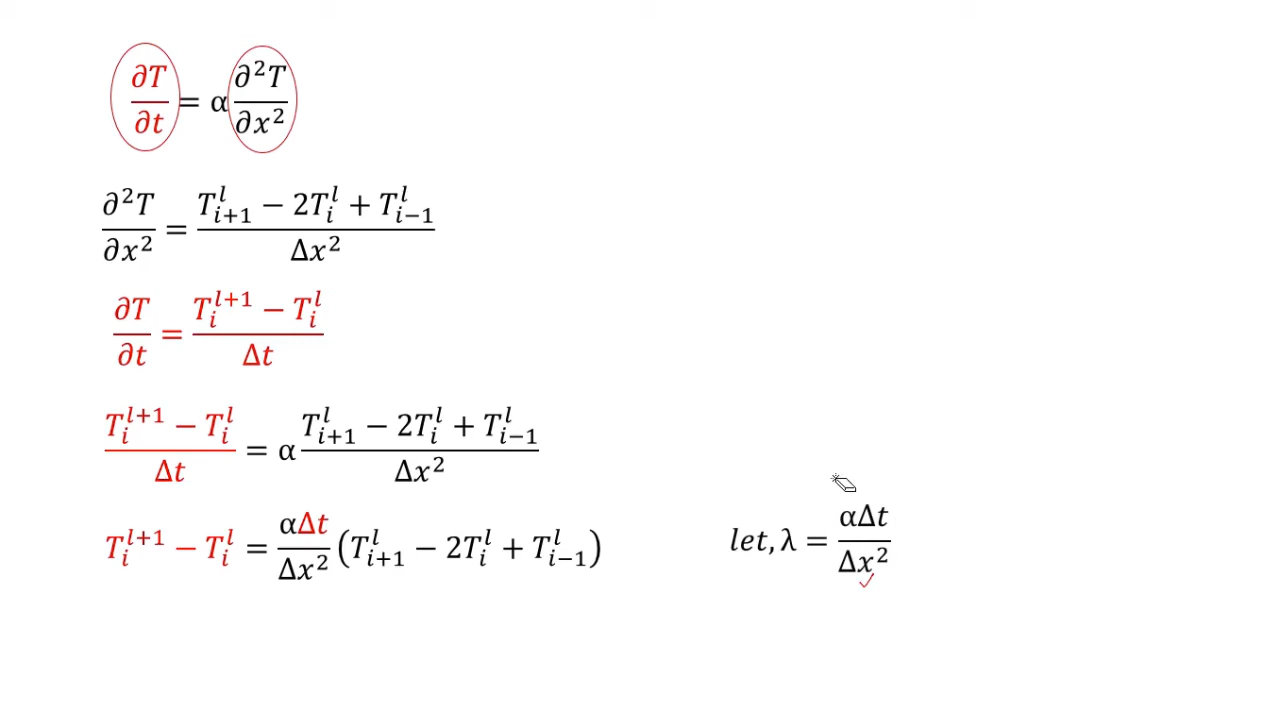 ∂T/∂t = α ∂²T/∂x²
∂²T/∂x² = (T_{i+1}^l − 2T_i^l + T_{i−1}^l)/Δx²
∂T/∂t = (T_i^{l+1} − T_i^l)/Δt
(T_i^{l+1} − T_i^l)/Δt = α (T_{i+1}^l − 2T_i^l + T_{i−1}^l)/Δx²
T_i^{l+1} − T_i^l = αΔt/Δx² (T_{i+1}^l − 2T_i^l + T_{i−1}^l)
let, λ = αΔt/Δx²